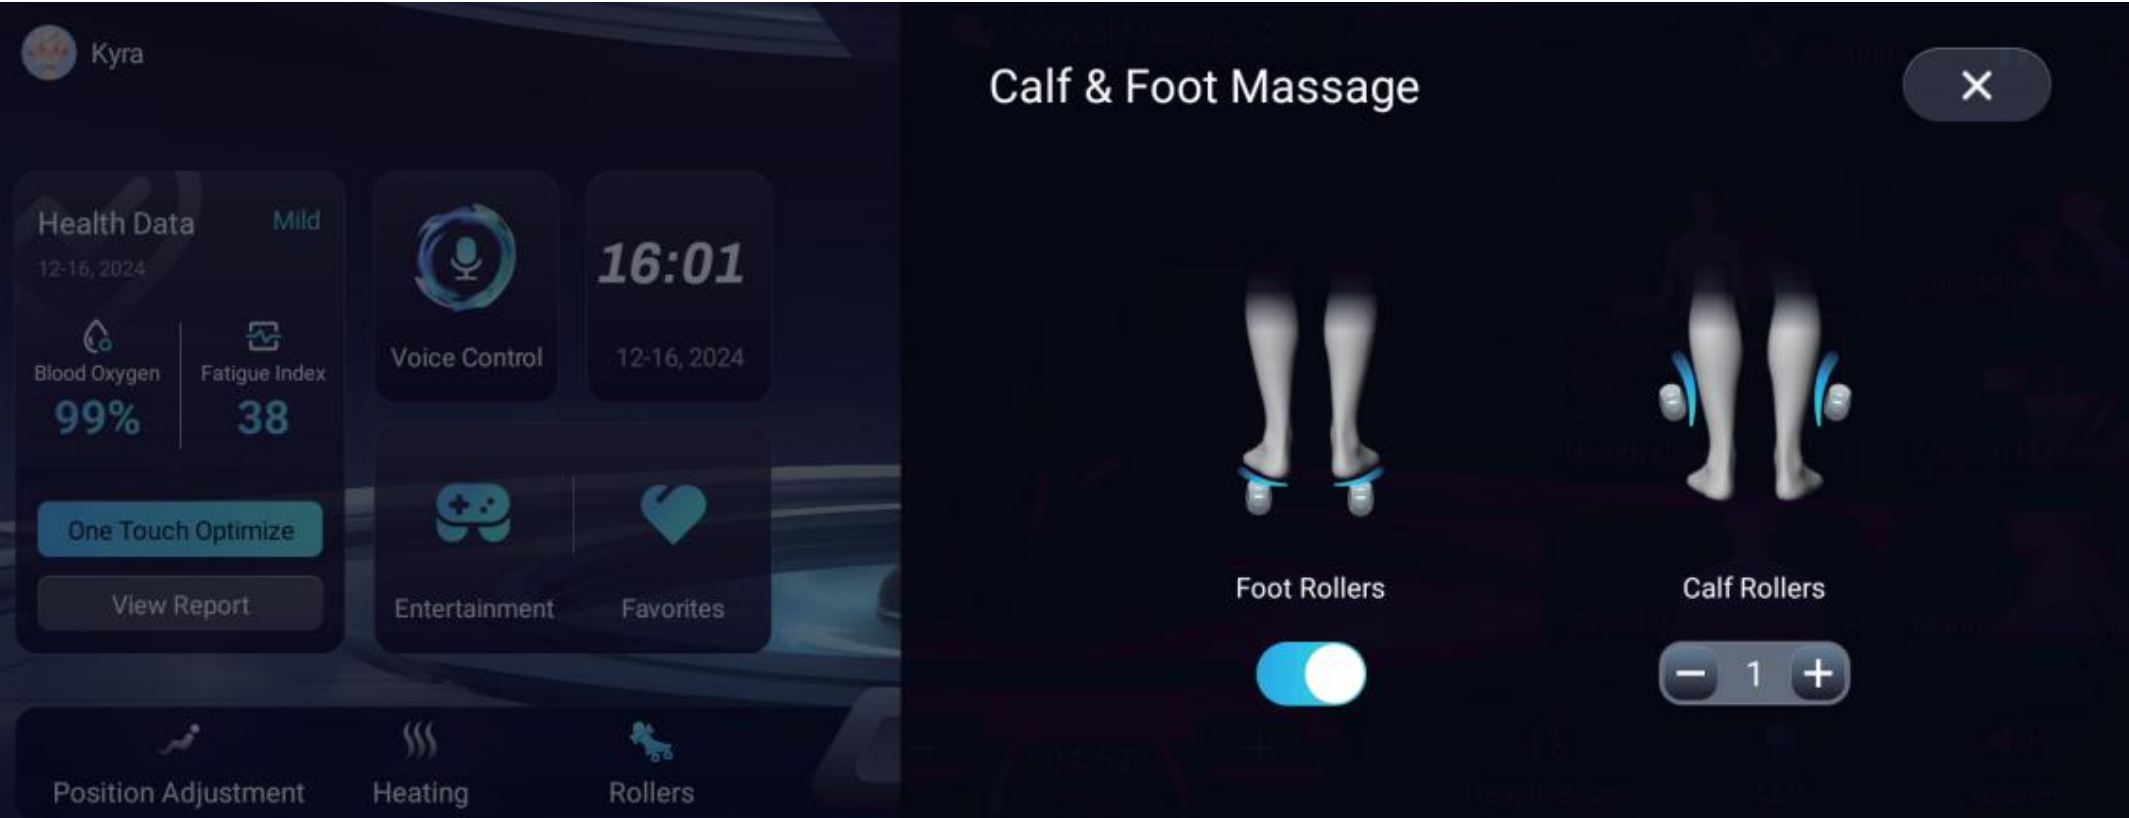 Kyra
Health Data
Mild
12-16, 2024
Blood Oxygen
99%
Fatigue Index
38
One Touch Optimize
View Report
Voice Control
16:01
12-16, 2024
Entertainment
Favorites
Position Adjustment
Heating
Rollers
Calf & Foot Massage
Foot Rollers
Calf Rollers
1